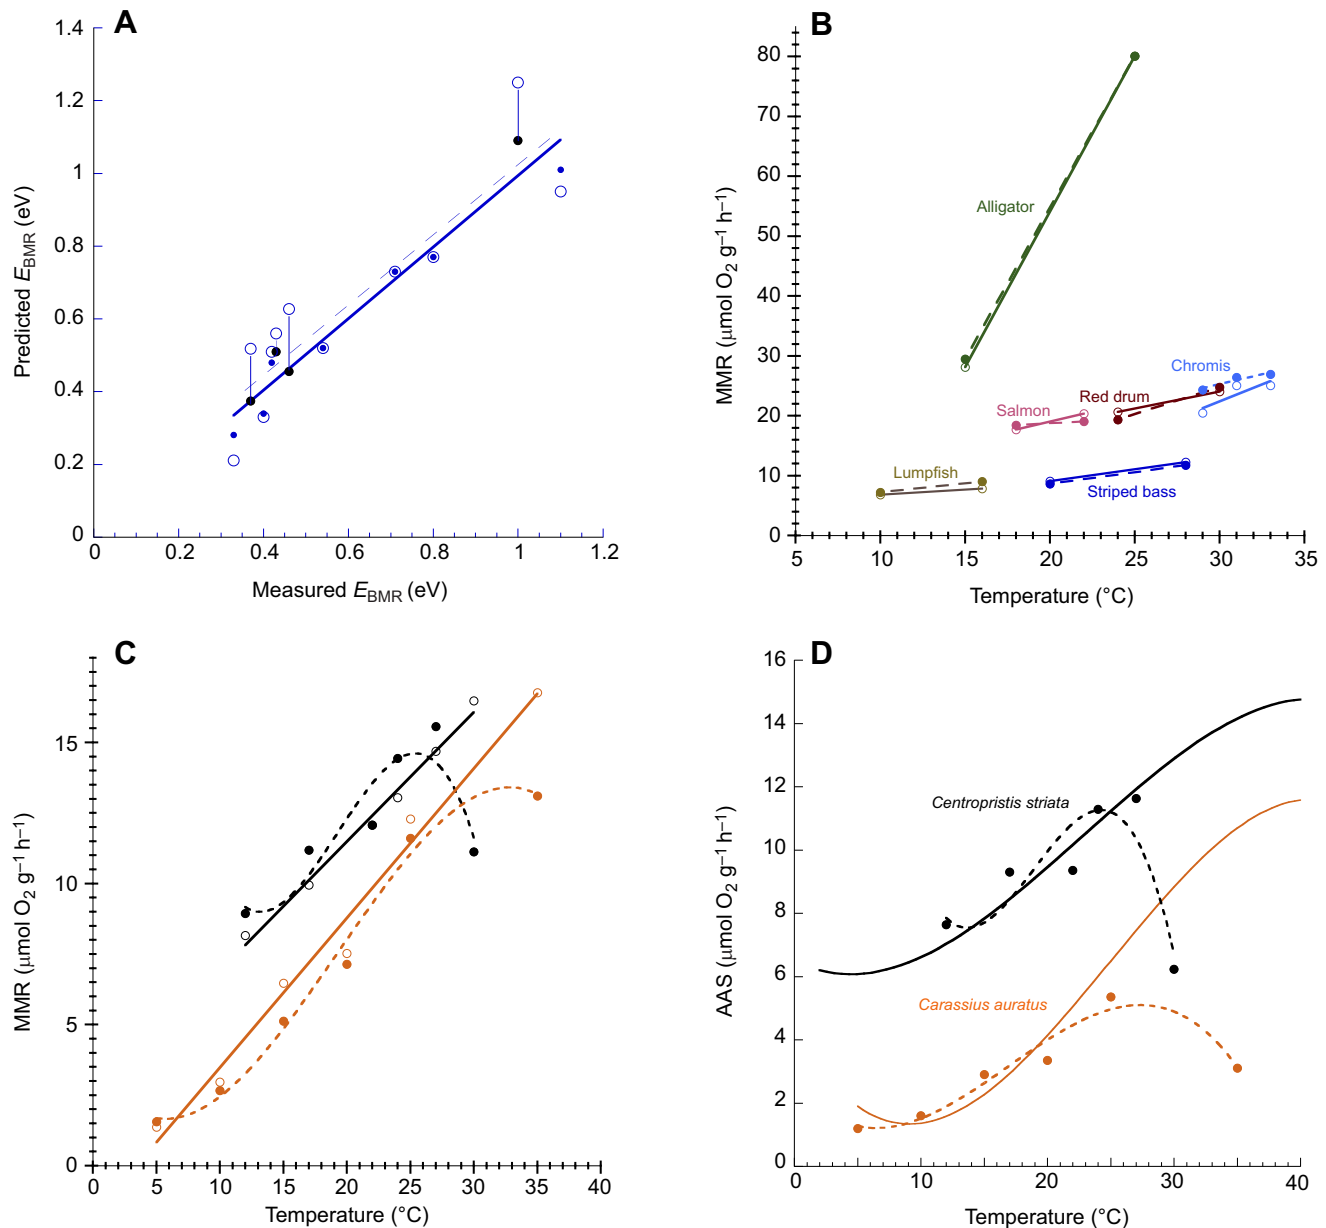 A
1.4
1.2
1
0.8
0.6
0.4
0.2
0
Predicted E_BMR (eV)
0 0.2 0.4 0.6 0.8 1 1.2
Measured E_BMR (eV)
B
80
70
60
50
40
30
20
10
0
MMR (μmol O₂ g⁻¹ h⁻¹)
Alligator
Chromis
Red drum
Salmon
Lumpfish
Striped bass
5 10 15 20 25 30 35
Temperature (°C)
C
15
10
5
0
MMR (μmol O₂ g⁻¹ h⁻¹)
0 5 10 15 20 25 30 35 40
Temperature (°C)
D
16
14
12
10
8
6
4
2
0
AAS (μmol O₂ g⁻¹ h⁻¹)
Centropristis striata
Carassius auratus
0 10 20 30 40
Temperature (°C)